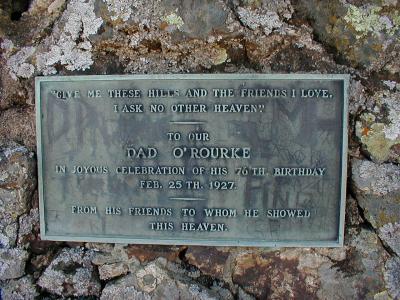 "GIVE ME THESE HILLS AND THE FRIENDS I LOVE,
I ASK NO OTHER HEAVEN."
TO OUR
DAD O'ROURKE
IN JOYOUS CELEBRATION OF HIS 76TH. BIRTHDAY
FEB. 25TH. 1927.
FROM HIS FRIENDS TO WHOM HE SHOWED
THIS HEAVEN.